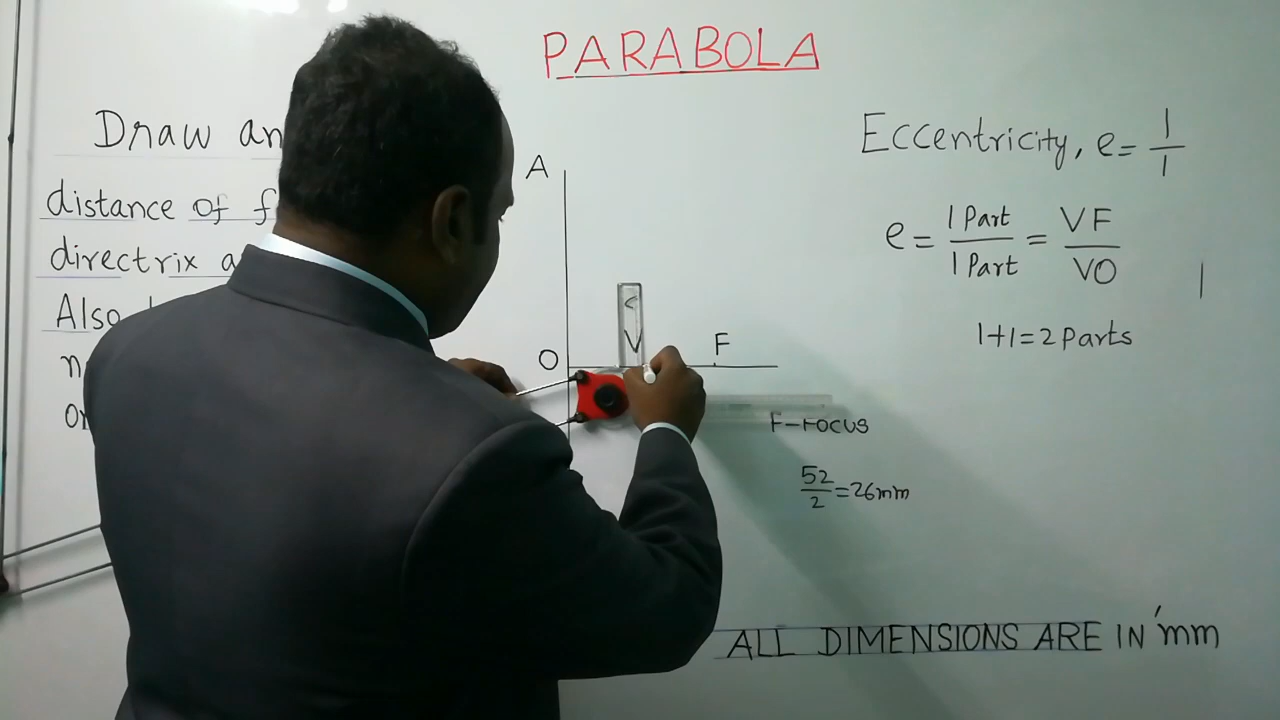 PARABOLA
Draw an
distance of f
directrix a
Also
A
O
V
F
Eccentricity, e = 1/1
e = 1 Part/1 Part = VF/VO
1+1=2 Parts
F-Focus
52/2 = 26mm
ALL DIMENSIONS ARE IN 'mm